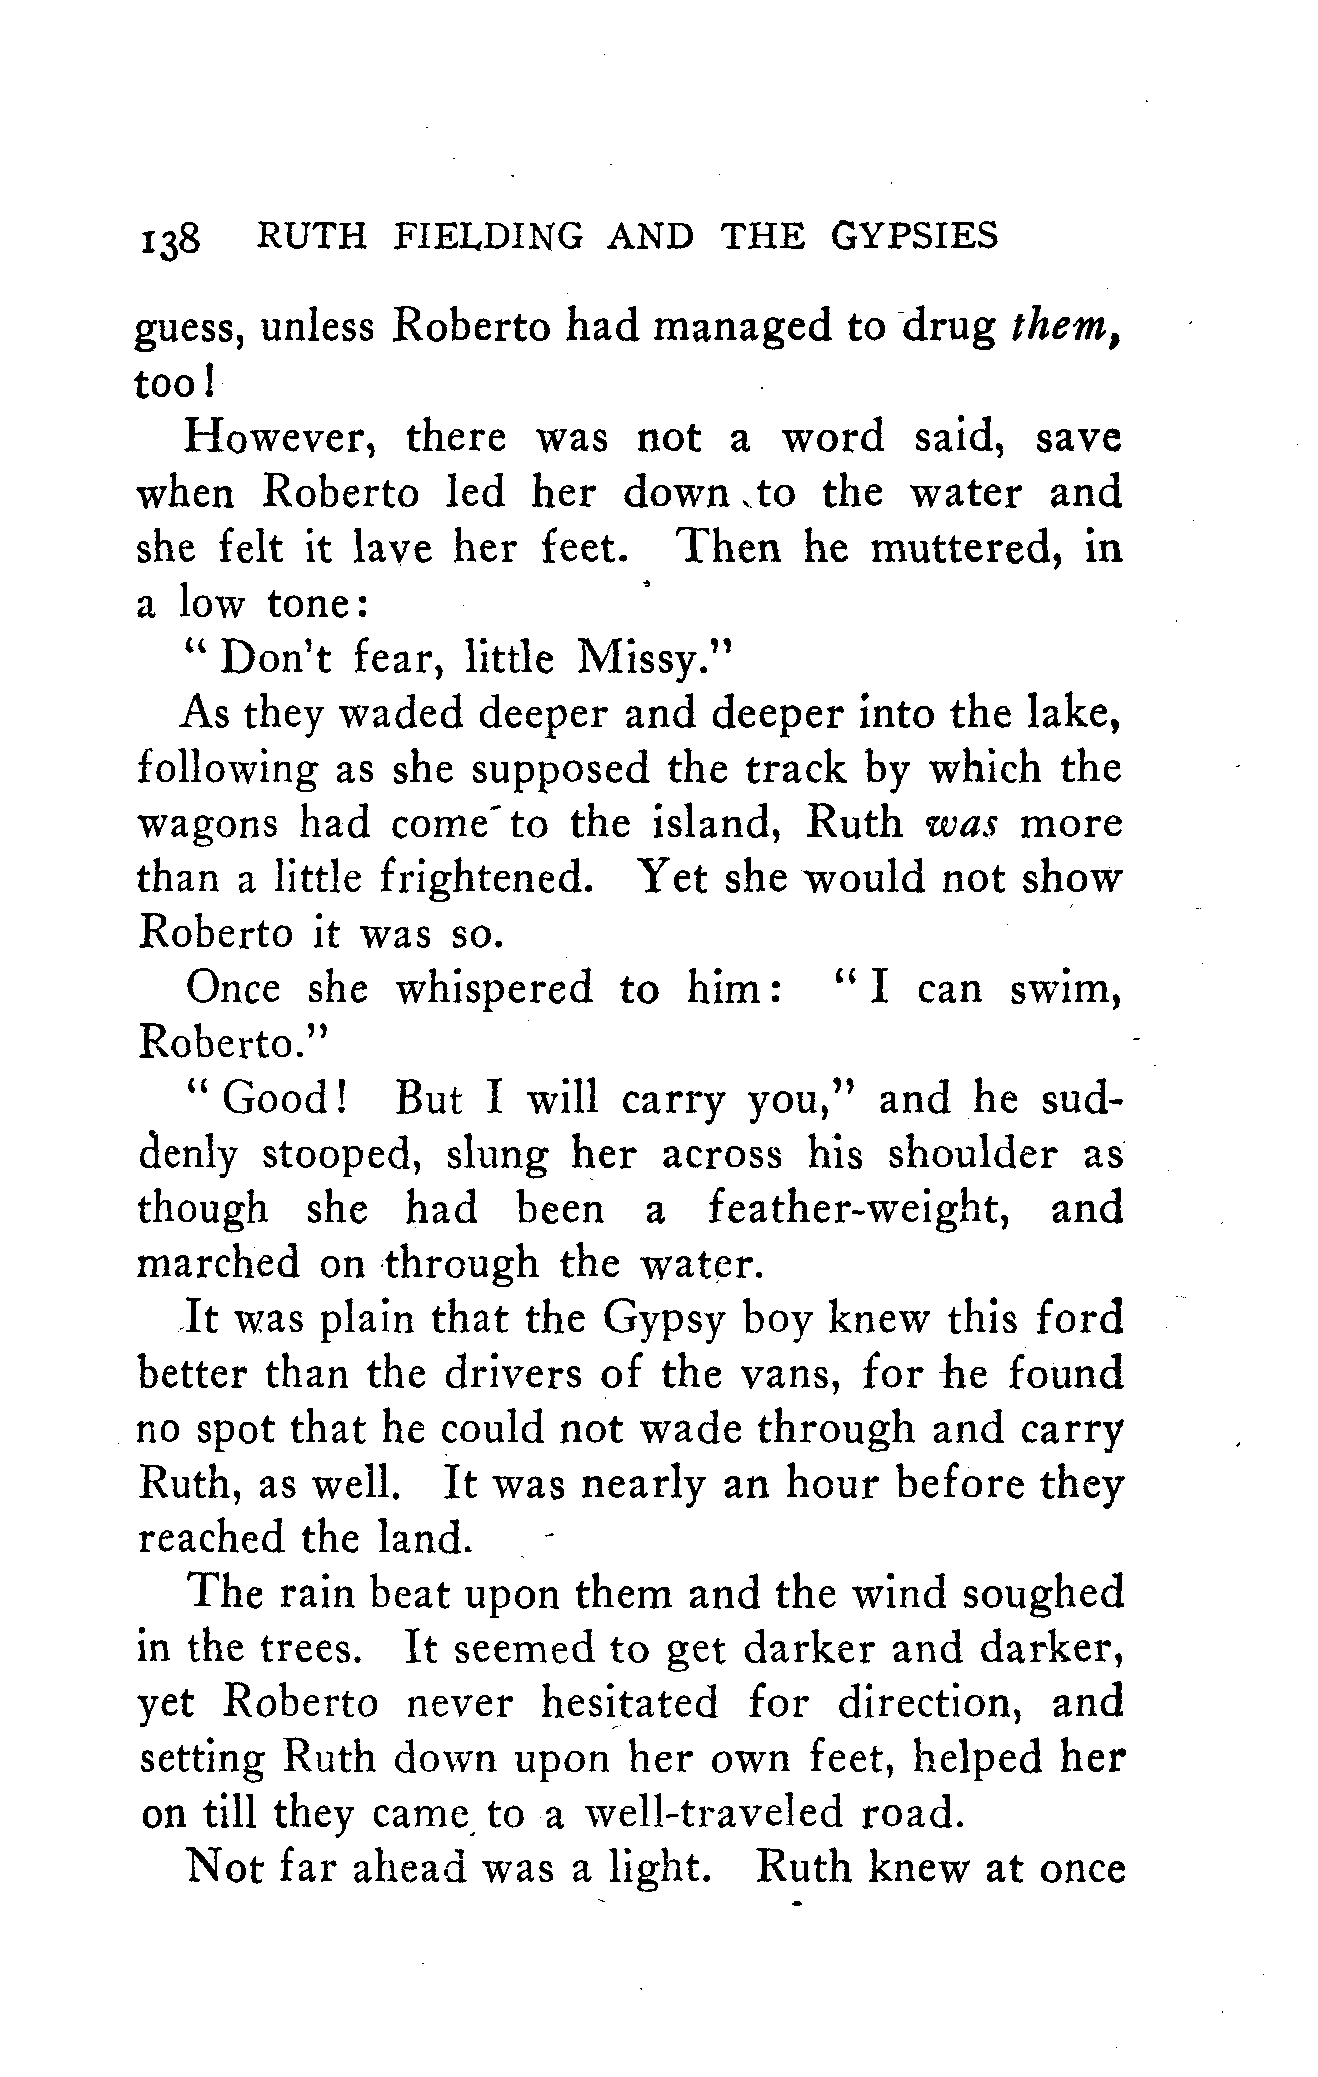 138 RUTH FIELDING AND THE GYPSIES
guess, unless Roberto had managed to drug them,
too!
However, there was not a word said, save
when Roberto led her down to the water and
she felt it lave her feet. Then he muttered, in
a low tone:
" Don't fear, little Missy."
As they waded deeper and deeper into the lake,
following as she supposed the track by which the
wagons had come to the island, Ruth was more
than a little frightened. Yet she would not show
Roberto it was so.
Once she whispered to him: " I can swim,
Roberto."
" Good! But I will carry you," and he sud-
denly stooped, slung her across his shoulder as
though she had been a feather-weight, and
marched on through the water.
It was plain that the Gypsy boy knew this ford
better than the drivers of the vans, for he found
no spot that he could not wade through and carry
Ruth, as well. It was nearly an hour before they
reached the land.
The rain beat upon them and the wind soughed
in the trees. It seemed to get darker and darker,
yet Roberto never hesitated for direction, and
setting Ruth down upon her own feet, helped her
on till they came to a well-traveled road.
Not far ahead was a light. Ruth knew at once